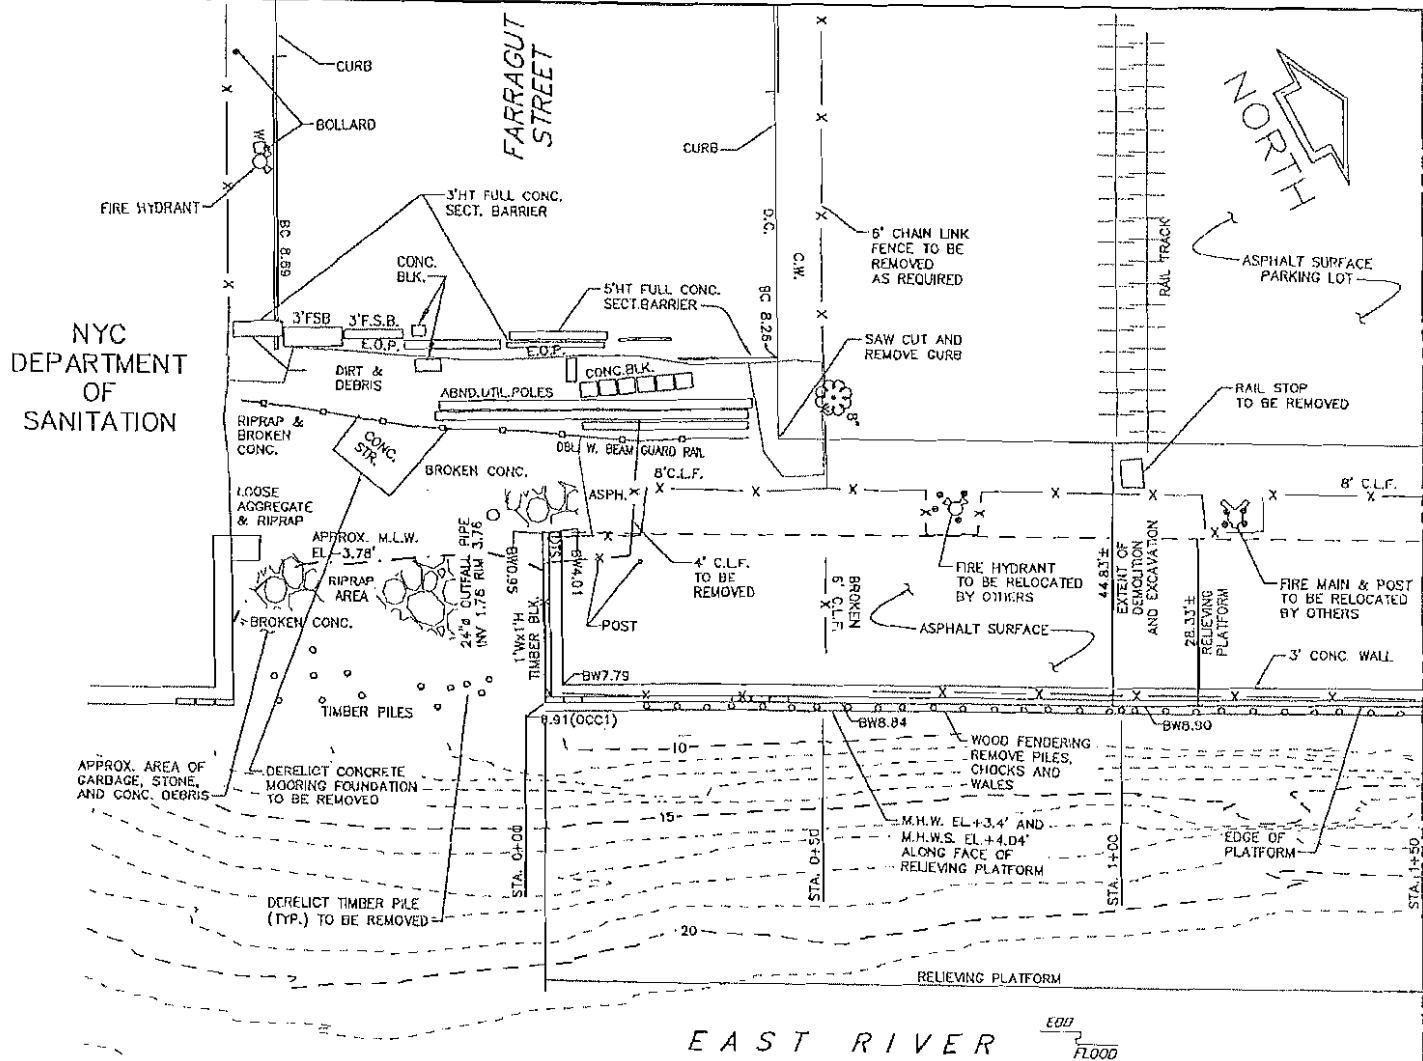 FARRAGUT
STREET
CURB
BOLLARD
FIRE HYDRANT
BC 8.69
3'HT FULL CONC.
SECT. BARRIER
CONC.
BLK.
5'HT FULL CONC.
SECT.BARRIER
CURB
D.C.
C.W.
BC 8.26
6' CHAIN LINK
FENCE TO BE
REMOVED
AS REQUIRED
RAIL TRACK
NORTH
ASPHALT SURFACE
PARKING LOT
NYC
DEPARTMENT
OF
SANITATION
3'FSB
3'F.S.B.
E.O.P.
E.O.P.
DIRT &
DEBRIS
CONC.BLK.
ABND.UTIL.POLES
SAW CUT AND
REMOVE CURB
8"
RAIL STOP
TO BE REMOVED
RIPRAP &
BROKEN
CONC.
CONC.
STR.
BROKEN CONC.
DBL. W. BEAM GUARD RAIL
8'C.L.F.
8' C.L.F.
ASPH.
LOOSE
AGGREGATE
& RIPRAP
APPROX. M.L.W.
EL-3.78'
RIPRAP
AREA
BROKEN CONC.
24"ø OUTFALL PIPE
INV 1.76 RIM 3.76
BW0.95
BW4.01
1'Wx1'H
TIMBER BLK.
4' C.L.F.
TO BE
REMOVED
POST
BROKEN
6' C.L.F.
FIRE HYDRANT
TO BE RELOCATED
BY OTHERS
ASPHALT SURFACE
44.83'±
EXTENT OF
DEMOLITION
AND EXCAVATION
28.33'±
RELIEVING
PLATFORM
FIRE MAIN & POST
TO BE RELOCATED
BY OTHERS
3' CONC. WALL
BW7.79
TIMBER PILES
8.91(OCC1)
BW8.84
BW8.90
-10-
WOOD FENDERING
REMOVE PILES,
CHOCKS AND
WALES
APPROX. AREA OF
GARBAGE, STONE,
AND CONC. DEBRIS
DERELICT CONCRETE
MOORING FOUNDATION
TO BE REMOVED
-15-
M.H.W. EL.+3.4' AND
M.H.W.S. EL.+4.04'
ALONG FACE OF
RELIEVING PLATFORM
EDGE OF
PLATFORM
STA. 0+00
STA. 0+50
STA. 1+00
STA. 1+50
DERELICT TIMBER PILE
(TYP.) TO BE REMOVED
-20-
RELIEVING PLATFORM
EAST RIVER
EBB
FLOOD